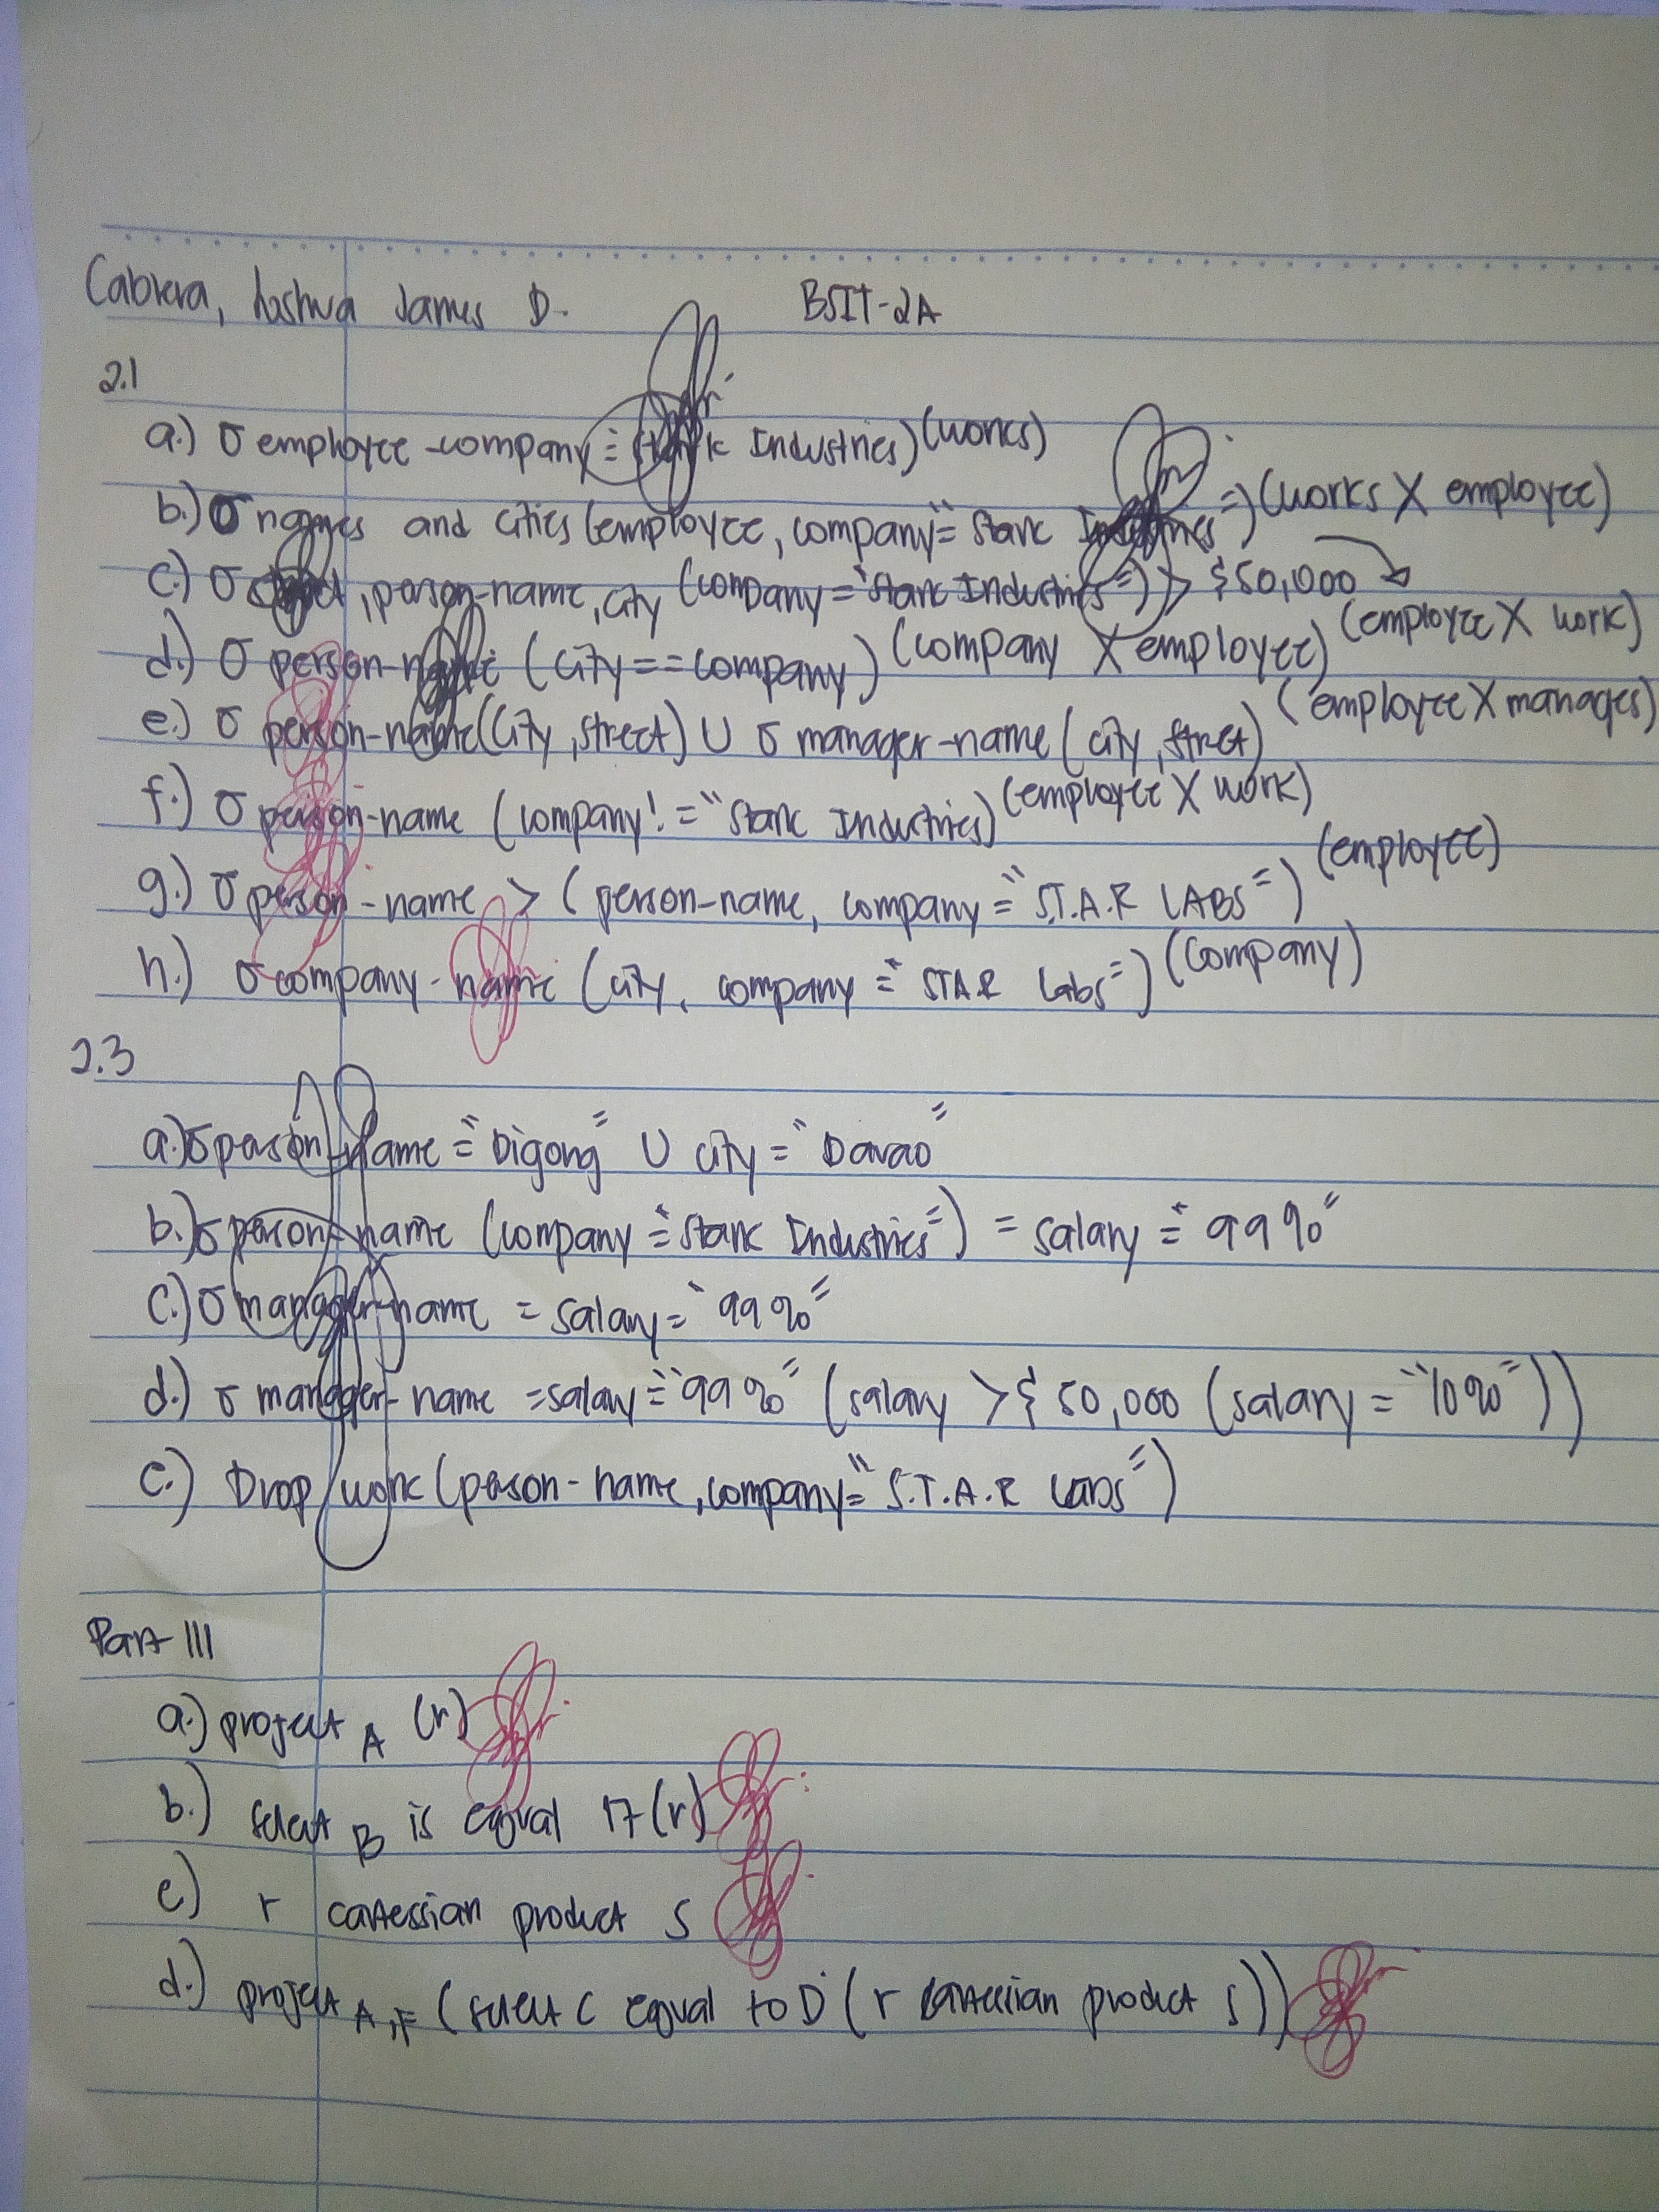 Cabrera, Joshua James D. BSIT-2A
2.1
a.) σ employee-company = Stark Industries) (works)
b.) σ names and cities (employee, company = "Stark Industries") (works X employee)
c.) σ , person-name, city (company = "Stark Industries") > $50,000 (employee X work)
d.) σ person-name (city == company) (company X employee)
e.) σ person-name (city, street) U σ manager-name (city, street) (employee X manages)
f.) σ person-name (company! = "Stark Industries) (employee X work)
g.) σ person-name > (person-name, company = "S.T.A.R LABS") (employee)
h.) σ company-name (city, company = "STAR Labs") (company)
2.3
a.) σ person-name = "Digong" U city = "Davao"
b.) σ person-name (company = "Stark Industries") = salary = "99%"
c.) σ manager-name = salary = "99%"
d.) σ manager-name = salary = "99%" (salary > $50,000 (salary = "10%"))
e.) Drop work (person-name, company = "S.T.A.R Labs")
Part III
a.) project A (r)
b.) select B is equal 17 (r)
c) r cartessian product s
d.) project A,F (select C equal to D (r cartessian product s))